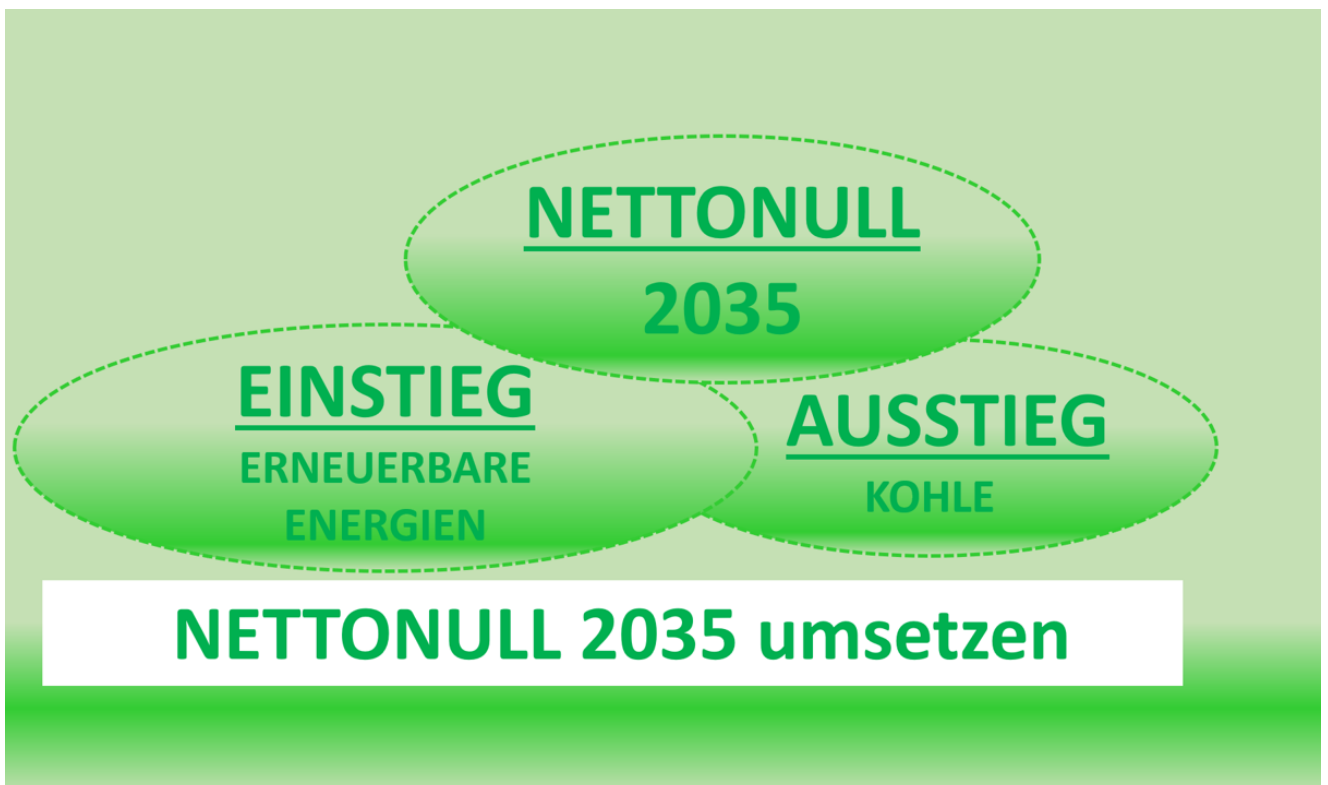 NETTONULL
2035
EINSTIEG
ERNEUERBARE
ENERGIEN
AUSSTIEG
KOHLE
NETTONULL 2035 umsetzen